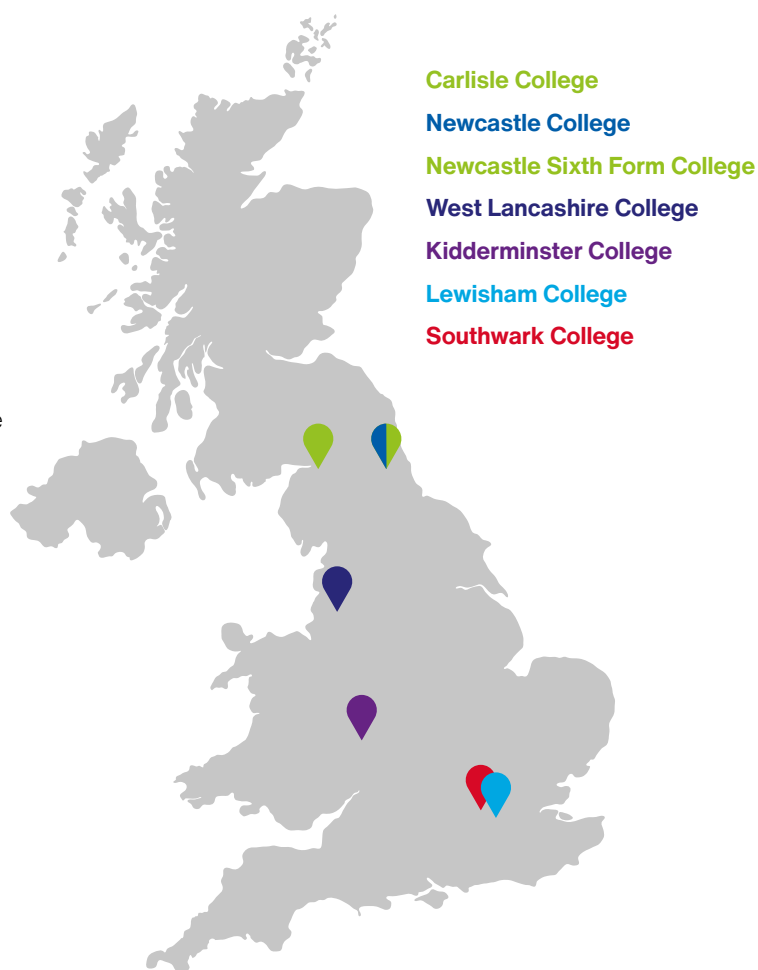 Carlisle College
Newcastle College
Newcastle Sixth Form College
West Lancashire College
Kidderminster College
Lewisham College
Southwark College
e